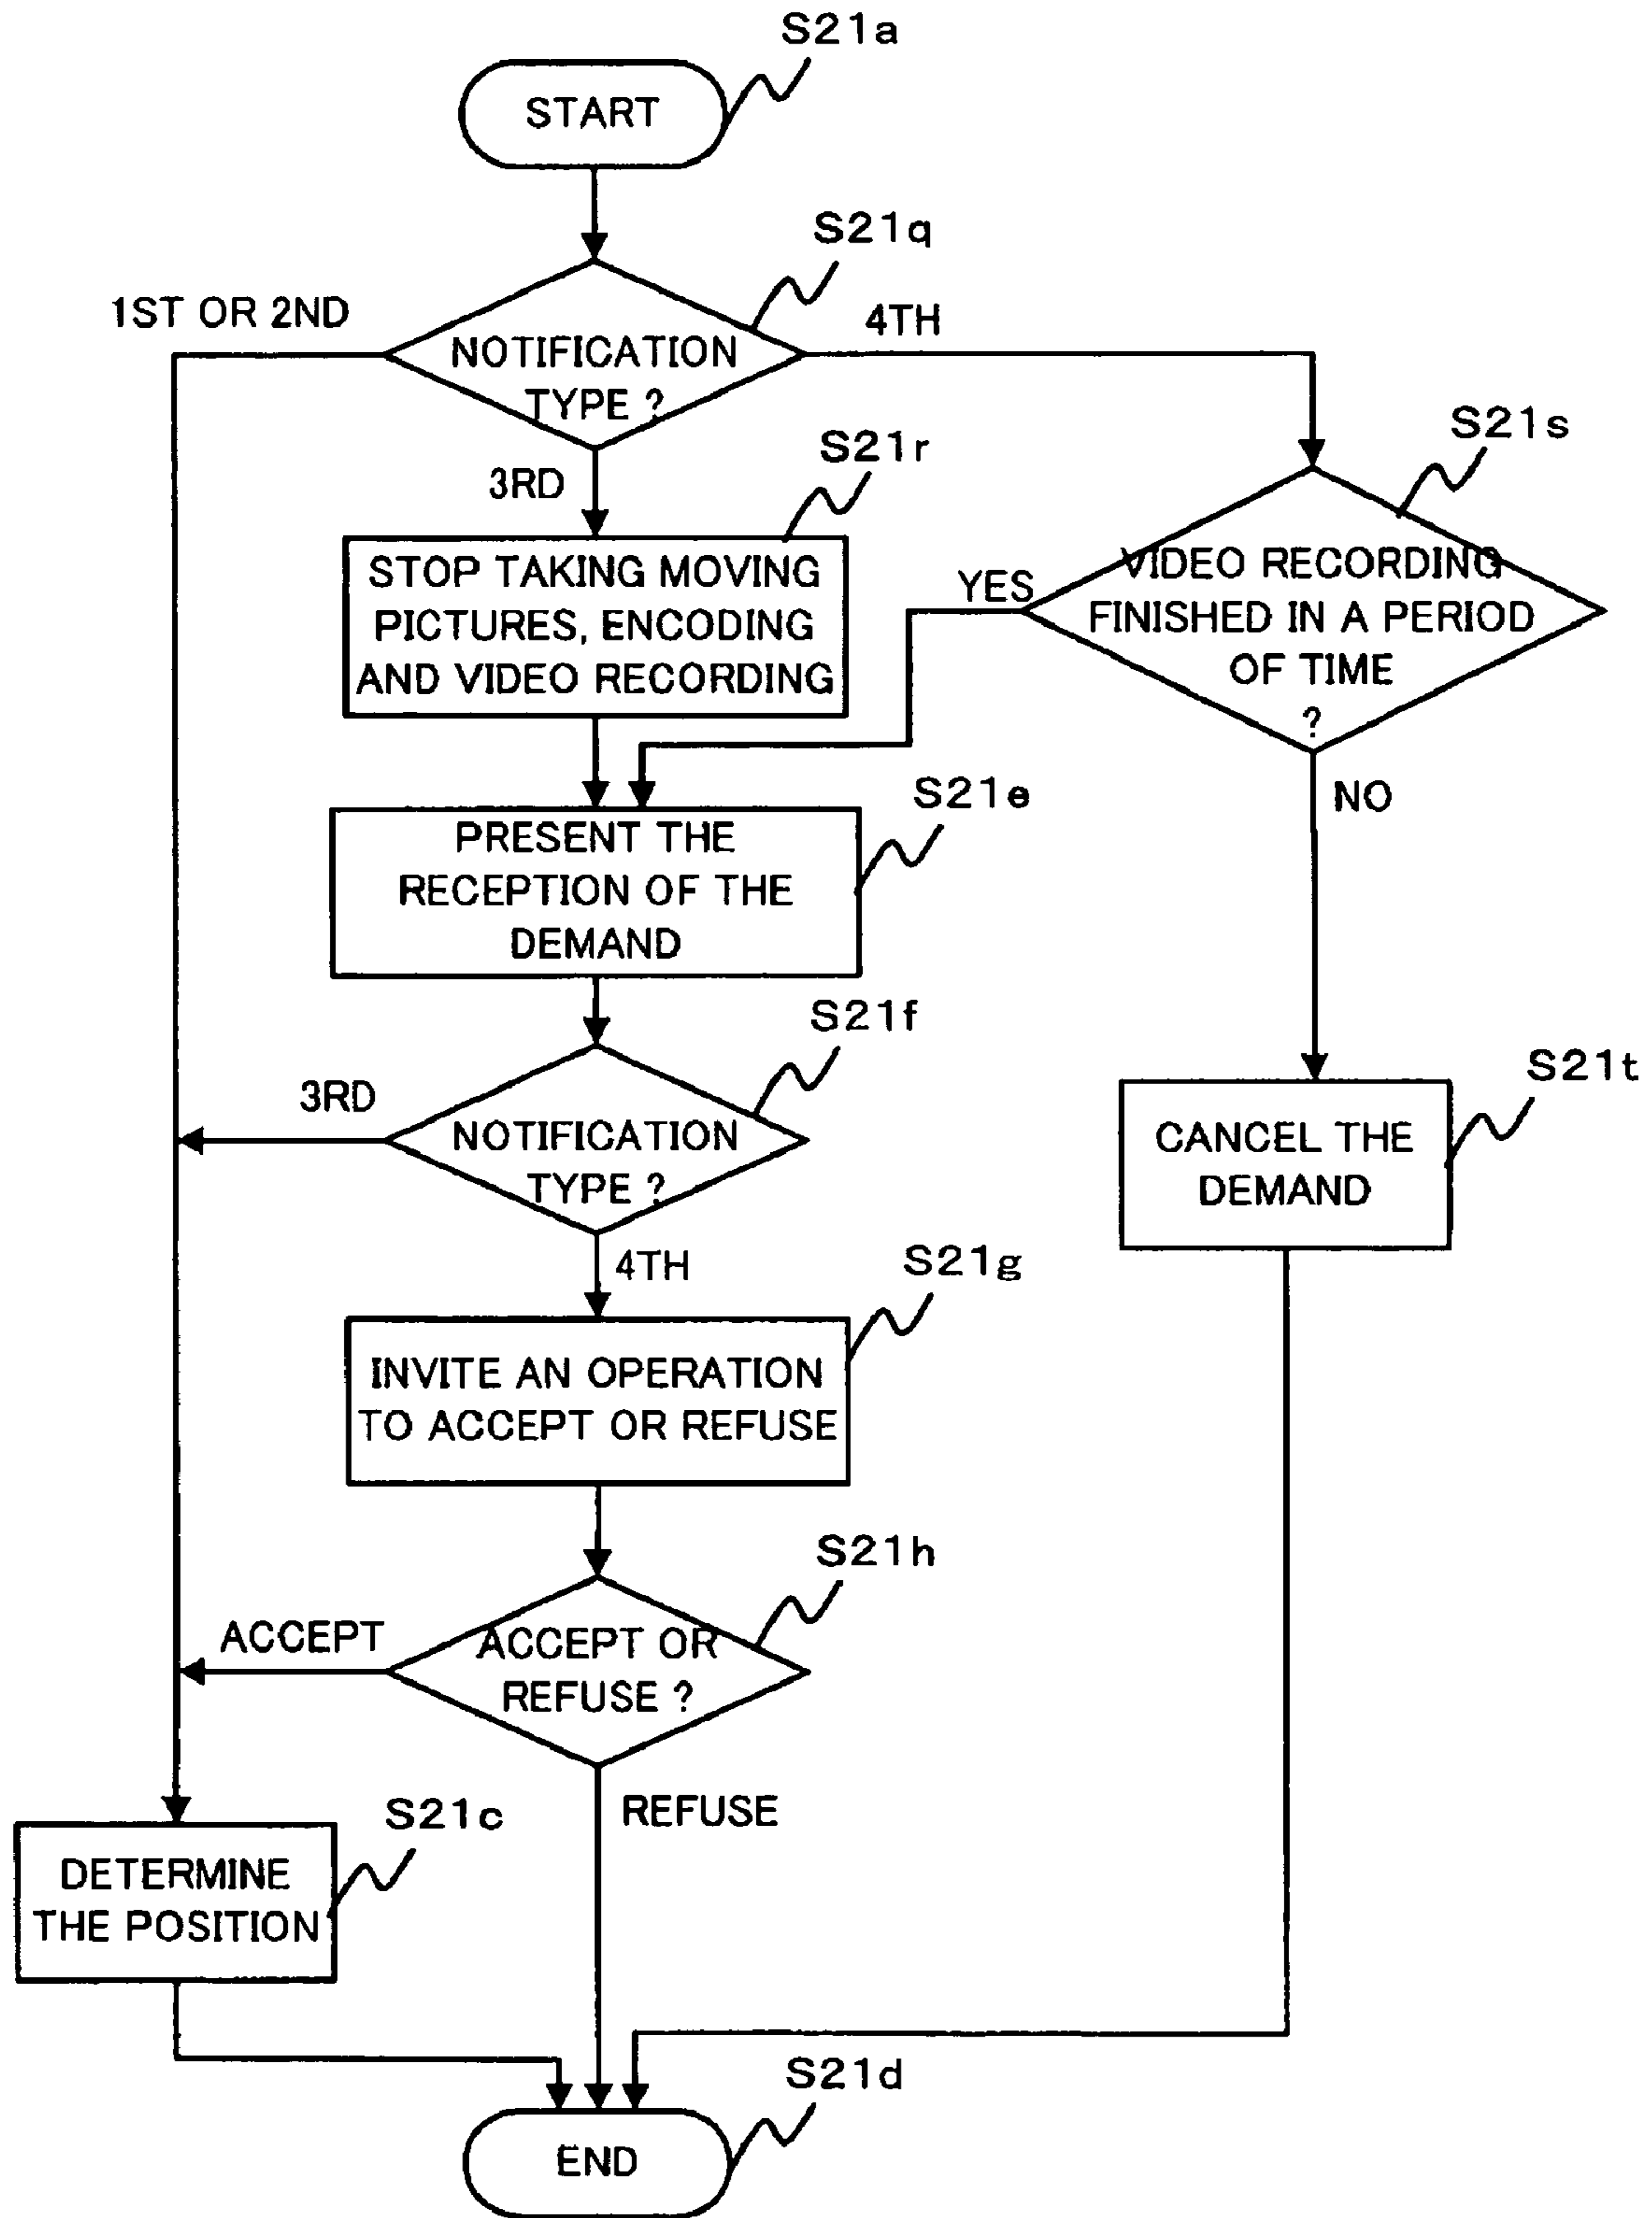 S21a
START
S21q
1ST OR 2ND
4TH
NOTIFICATION
TYPE ?
S21s
S21r
3RD
STOP TAKING MOVING
PICTURES, ENCODING
AND VIDEO RECORDING
YES
VIDEO RECORDING
FINISHED IN A PERIOD
OF TIME
?
S21e
NO
PRESENT THE
RECEPTION OF THE
DEMAND
S21f
3RD
NOTIFICATION
TYPE ?
S21t
CANCEL THE
DEMAND
4TH
S21g
INVITE AN OPERATION
TO ACCEPT OR REFUSE
S21h
ACCEPT
ACCEPT OR
REFUSE ?
S21c
REFUSE
DETERMINE
THE POSITION
S21d
END